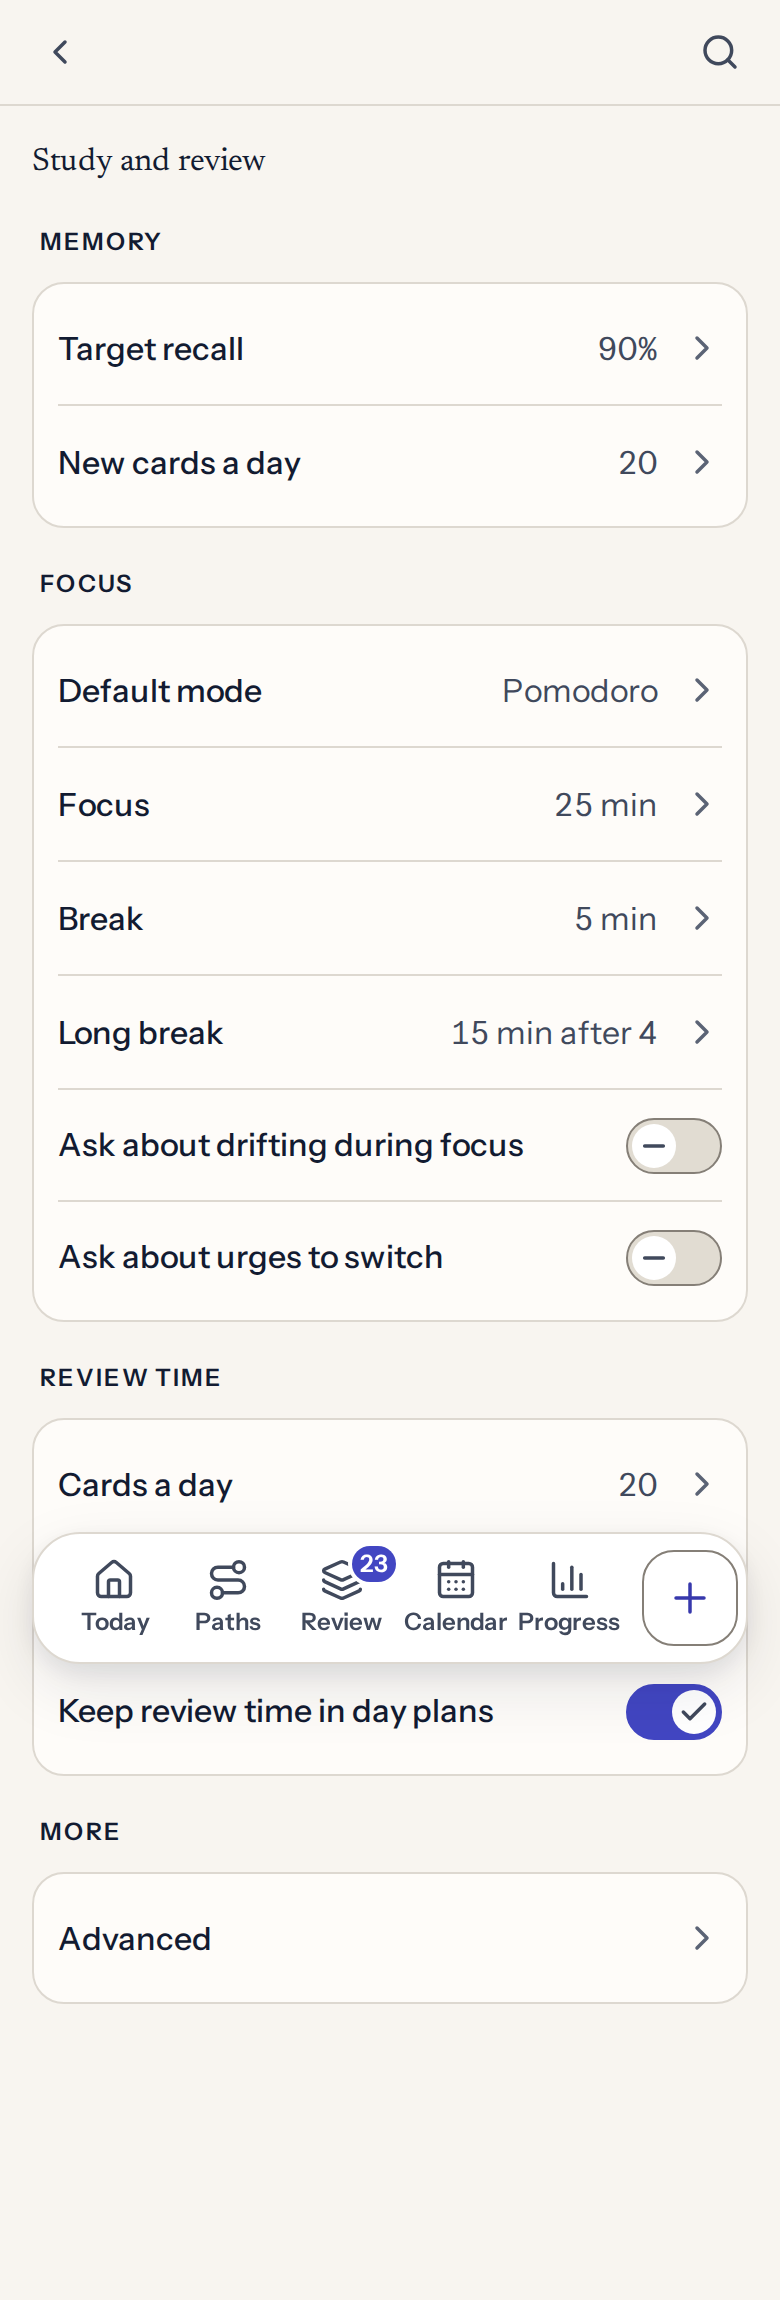 Study and review
MEMORY
Target recall 90%
New cards a day 20
FOCUS
Default mode Pomodoro
Focus 25 min
Break 5 min
Long break 15 min after 4
Ask about drifting during focus
Ask about urges to switch
REVIEW TIME
Cards a day 20
23
Today Paths Review Calendar Progress
Keep review time in day plans
MORE
Advanced